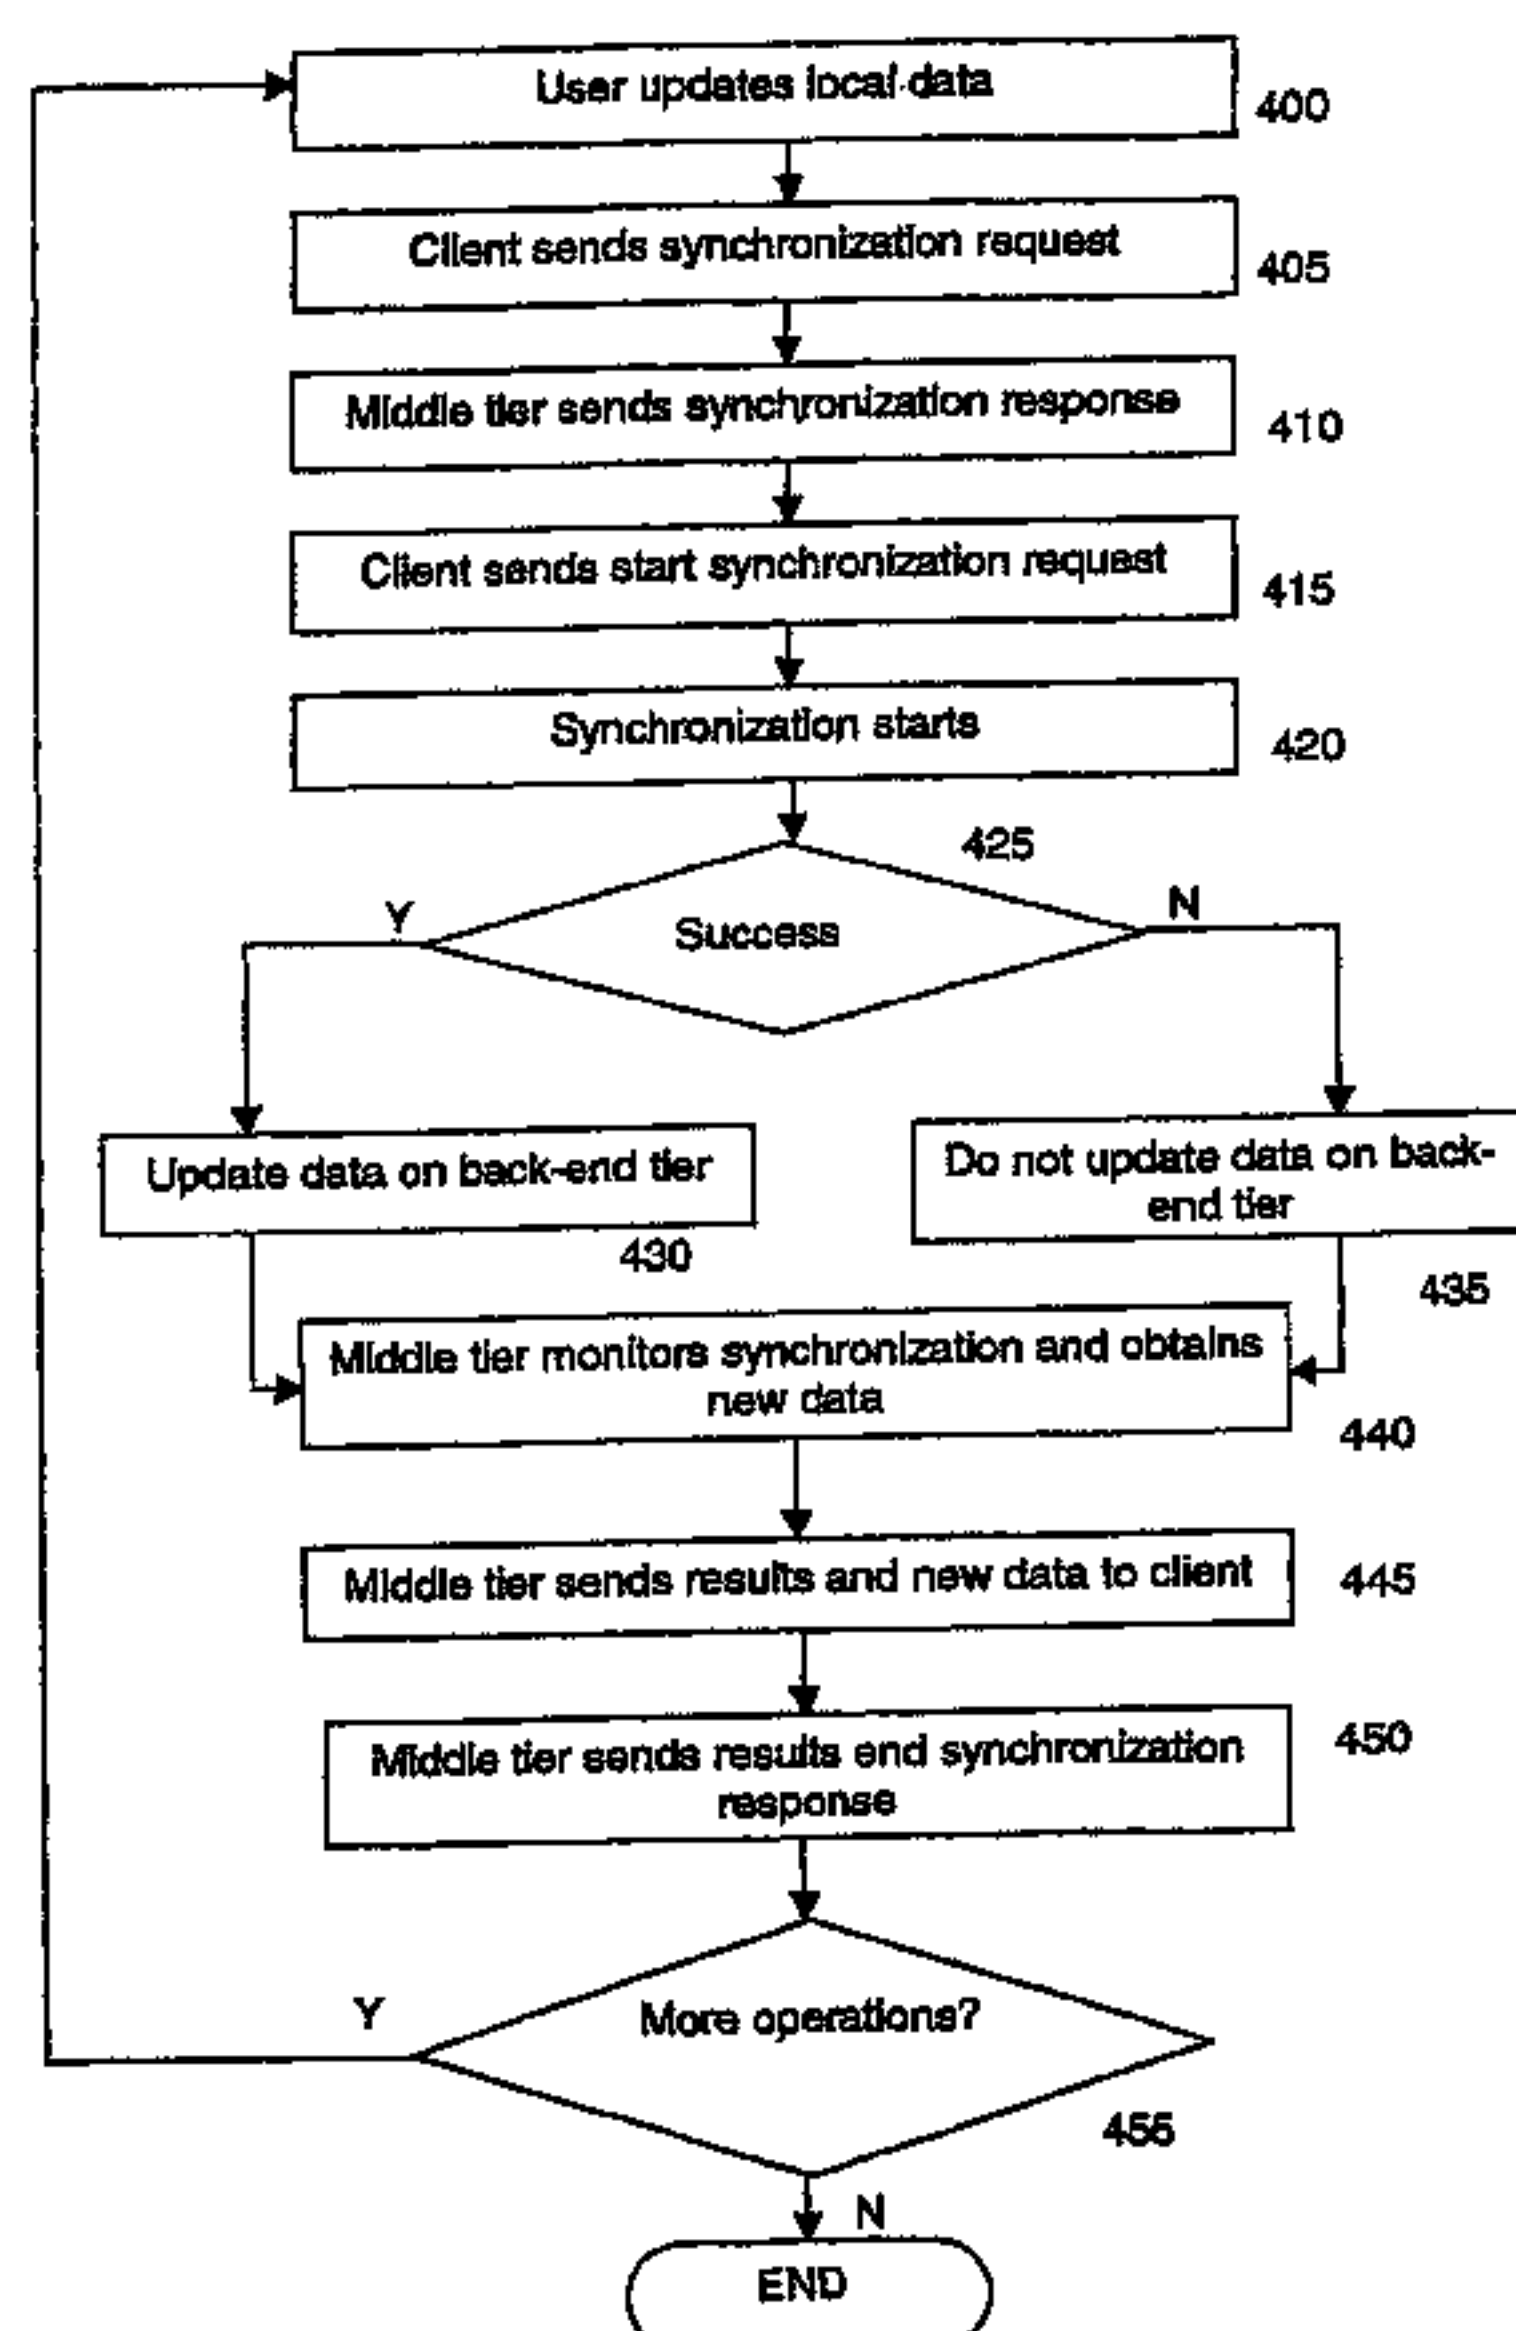 User updates local data
400
Client sends synchronization request
405
Middle tier sends synchronization response
410
Client sends start synchronization request
415
Synchronization starts
420
425
Y
Success
N
Update data on back-end tier
430
Do not update data on back-
end tier
435
Middle tier monitors synchronization and obtains
new data
440
Middle tier sends results and new data to client
445
Middle tier sends results end synchronization
response
450
Y
More operations?
455
N
END